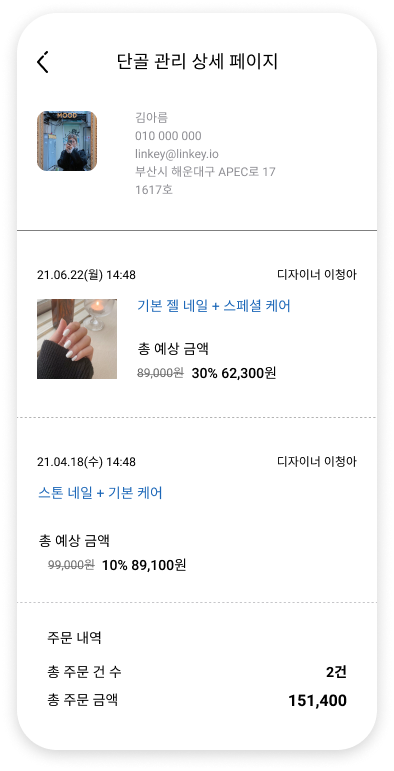 단골 관리 상세 페이지
MOOD
김아름
010 000 000
linkey@linkey.io
부산시 해운대구 APEC로 17
1617호
21.06.22(월) 14:48 디자이너 이청아
기본 젤 네일 + 스페셜 케어
총 예상 금액
89,000원 30% 62,300원
21.04.18(수) 14:48 디자이너 이청아
스톤 네일 + 기본 케어
총 예상 금액
99,000원 10% 89,100원
주문 내역
총 주문 건 수 2건
총 주문 금액 151,400